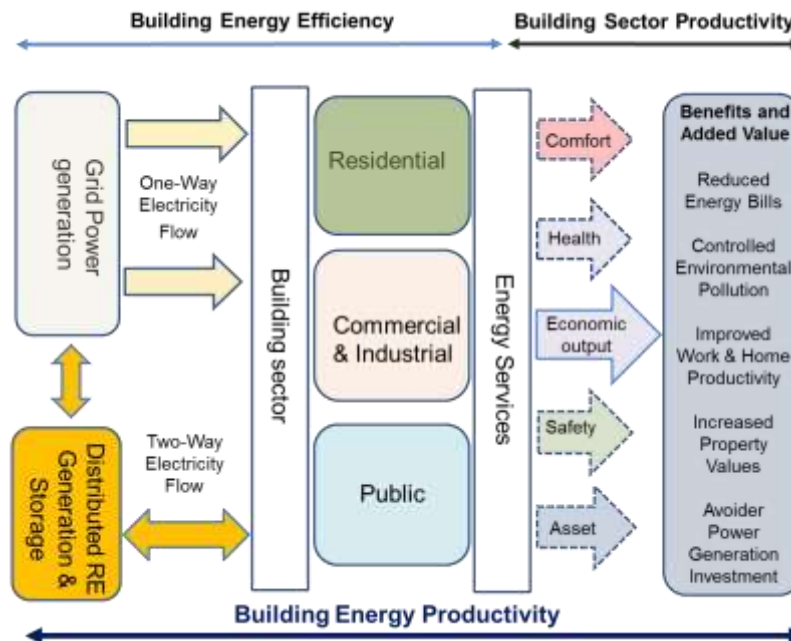 Building Energy Efficiency
Building Sector Productivity
Grid Power
generation
One-Way
Electricity
Flow
Distributed RE
Generation &
Storage
Two-Way
Electricity
Flow
Building sector
Residential
Commercial
& Industrial
Public
Energy Services
Comfort
Health
Economic
output
Safety
Asset
Benefits and
Added Value
Reduced
Energy Bills
Controlled
Environmental
Pollution
Improved
Work & Home
Productivity
Increased
Property
Values
Avoider
Power
Generation
Investment
Building Energy Productivity